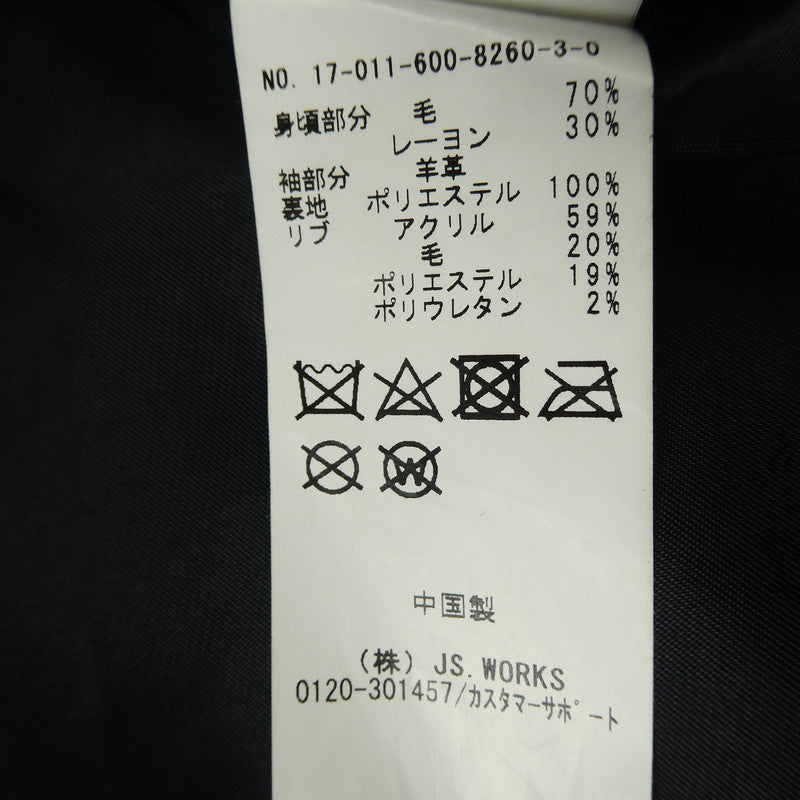 NO. 17-011-600-8260-3-0
身頃部分 毛 70%
レーヨン 30%
袖部分 羊革
裏地 ポリエステル 100%
リブ アクリル 59%
毛 20%
ポリエステル 19%
ポリウレタン 2%
W
中国製
(株) JS.WORKS
0120-301457/カスタマーサポート